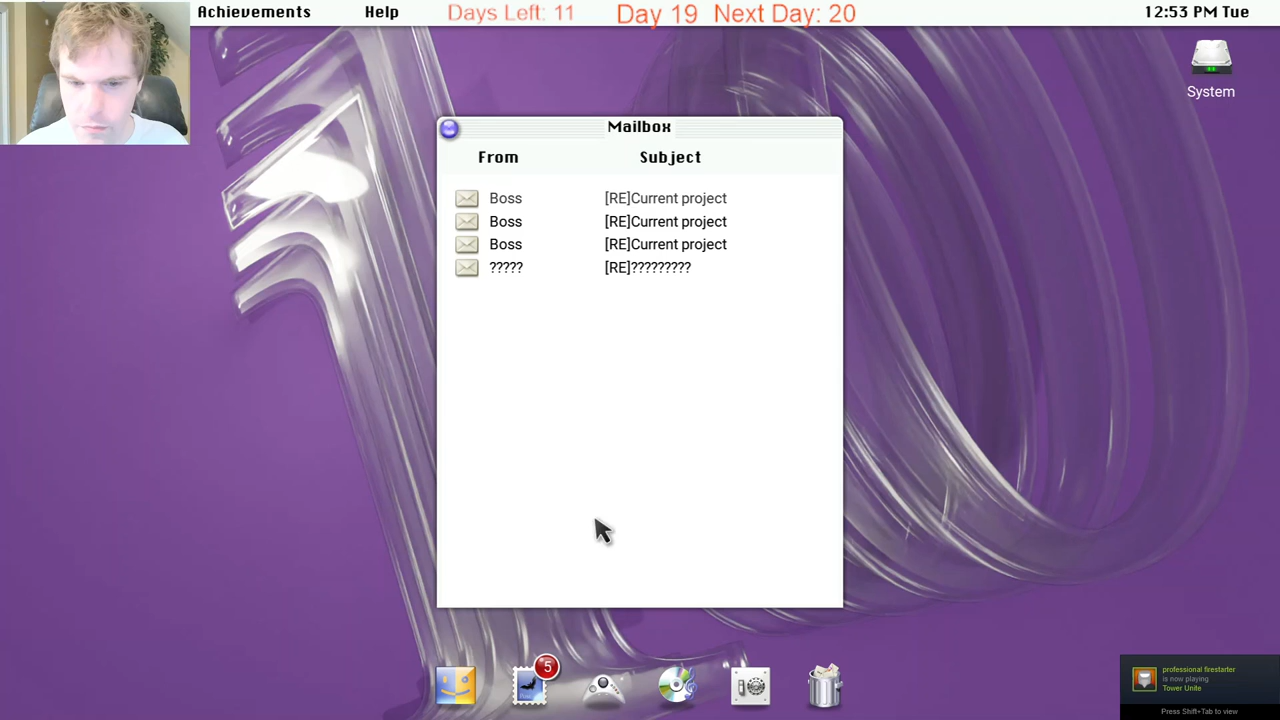 Achievements Help Days Left: 11 Day 19 Next Day: 20 12:53 PM Tue
System
Mailbox
From Subject
Boss [RE]Current project
Boss [RE]Current project
Boss [RE]Current project
????? [RE]?????????
5
professional firestarter
is now playing
Tower Unite
Press Shift+Tab to view